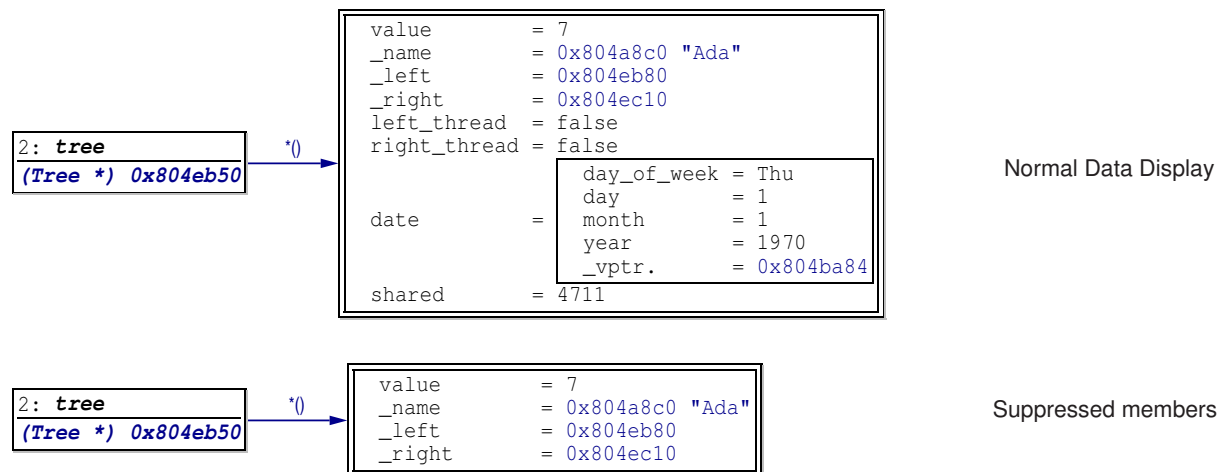 value = 7
_name = 0x804a8c0 "Ada"
_left = 0x804eb80
_right = 0x804ec10
left_thread = false
right_thread = false
date =
day_of_week = Thu
day = 1
month = 1
year = 1970
_vptr. = 0x804ba84
shared = 4711
2: tree
(Tree *) 0x804eb50
*()
Normal Data Display
value = 7
_name = 0x804a8c0 "Ada"
_left = 0x804eb80
_right = 0x804ec10
2: tree
(Tree *) 0x804eb50
*()
Suppressed members